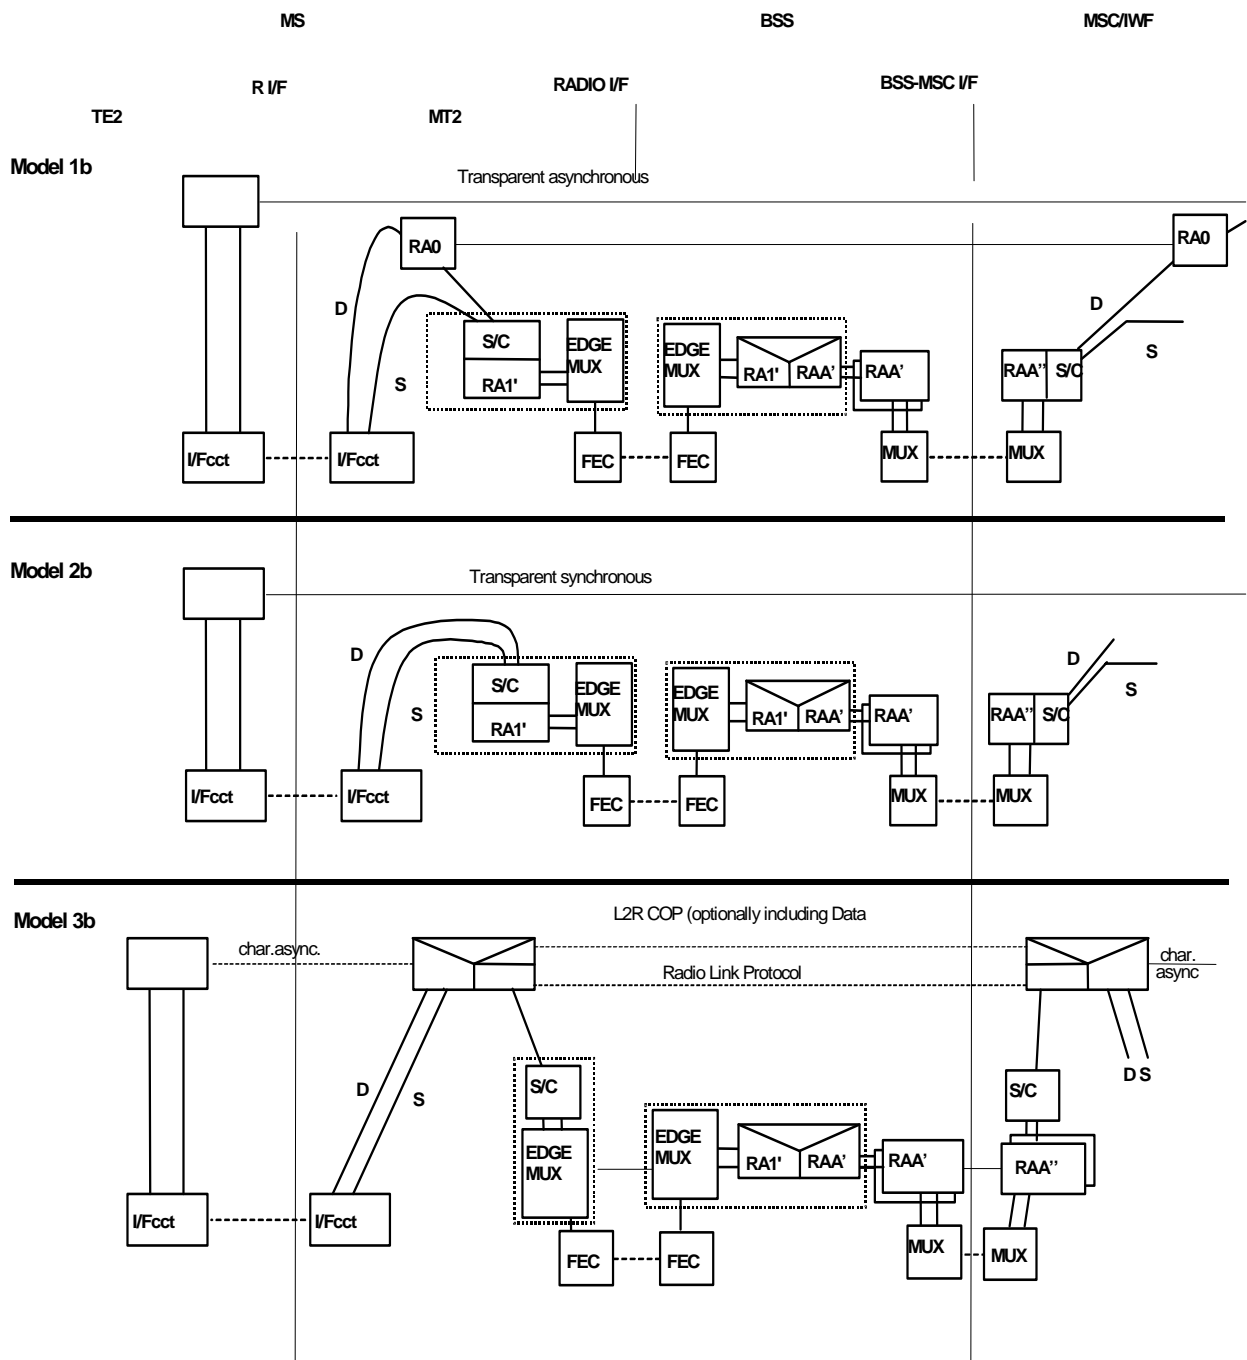 MS BSS MSC/IWF
R I/F RADIO I/F BSS-MSC I/F
TE2 MT2
Model 1b
Transparent asynchronous
RA0 RA0
D D
S/C EDGE MUX EDGE MUX S
S RA1' RA1' RAA' RAA' RAA'' S/C
I/Fcct I/Fcct FEC FEC MUX MUX
Model 2b
Transparent synchronous
D D
S/C EDGE MUX EDGE MUX S
S RA1' RA1' RAA' RAA' RAA'' S/C
I/Fcct I/Fcct FEC FEC MUX MUX
Model 3b
L2R COP (optionally including Data
char.async. char. async
Radio Link Protocol
D S S/C S/C D S
EDGE MUX EDGE MUX RA1' RAA' RAA' RAA''
I/Fcct I/Fcct FEC FEC MUX MUX